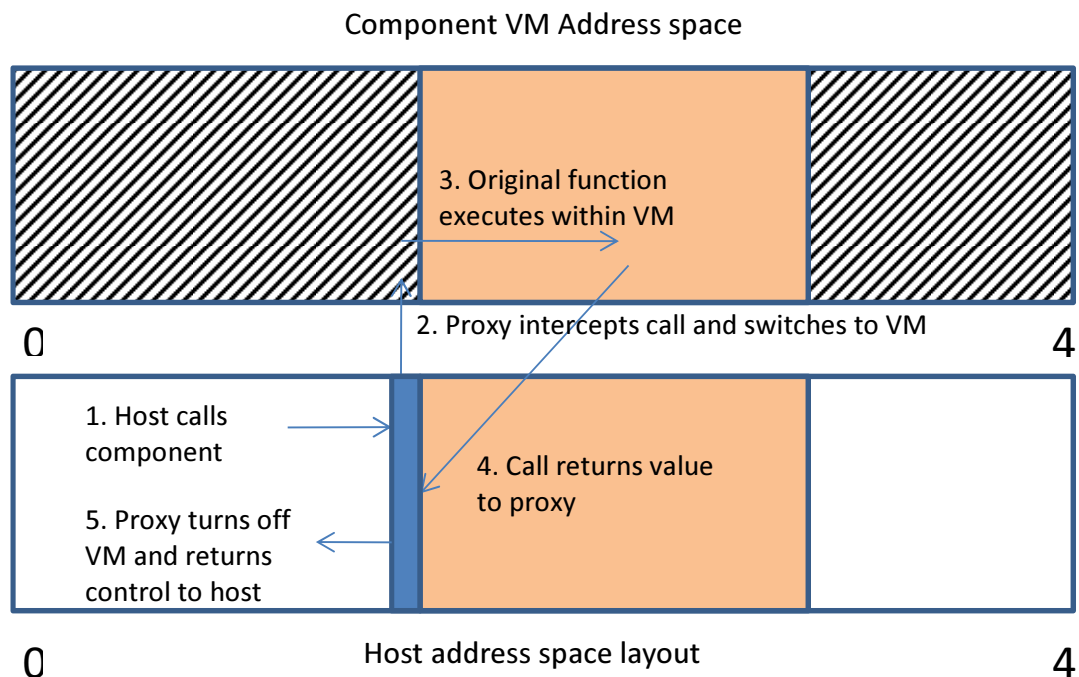 Component VM Address space
3. Original function
executes within VM
2. Proxy intercepts call and switches to VM
0
4
1. Host calls
component
4. Call returns value
to proxy
5. Proxy turns off
VM and returns
control to host
0
Host address space layout
4